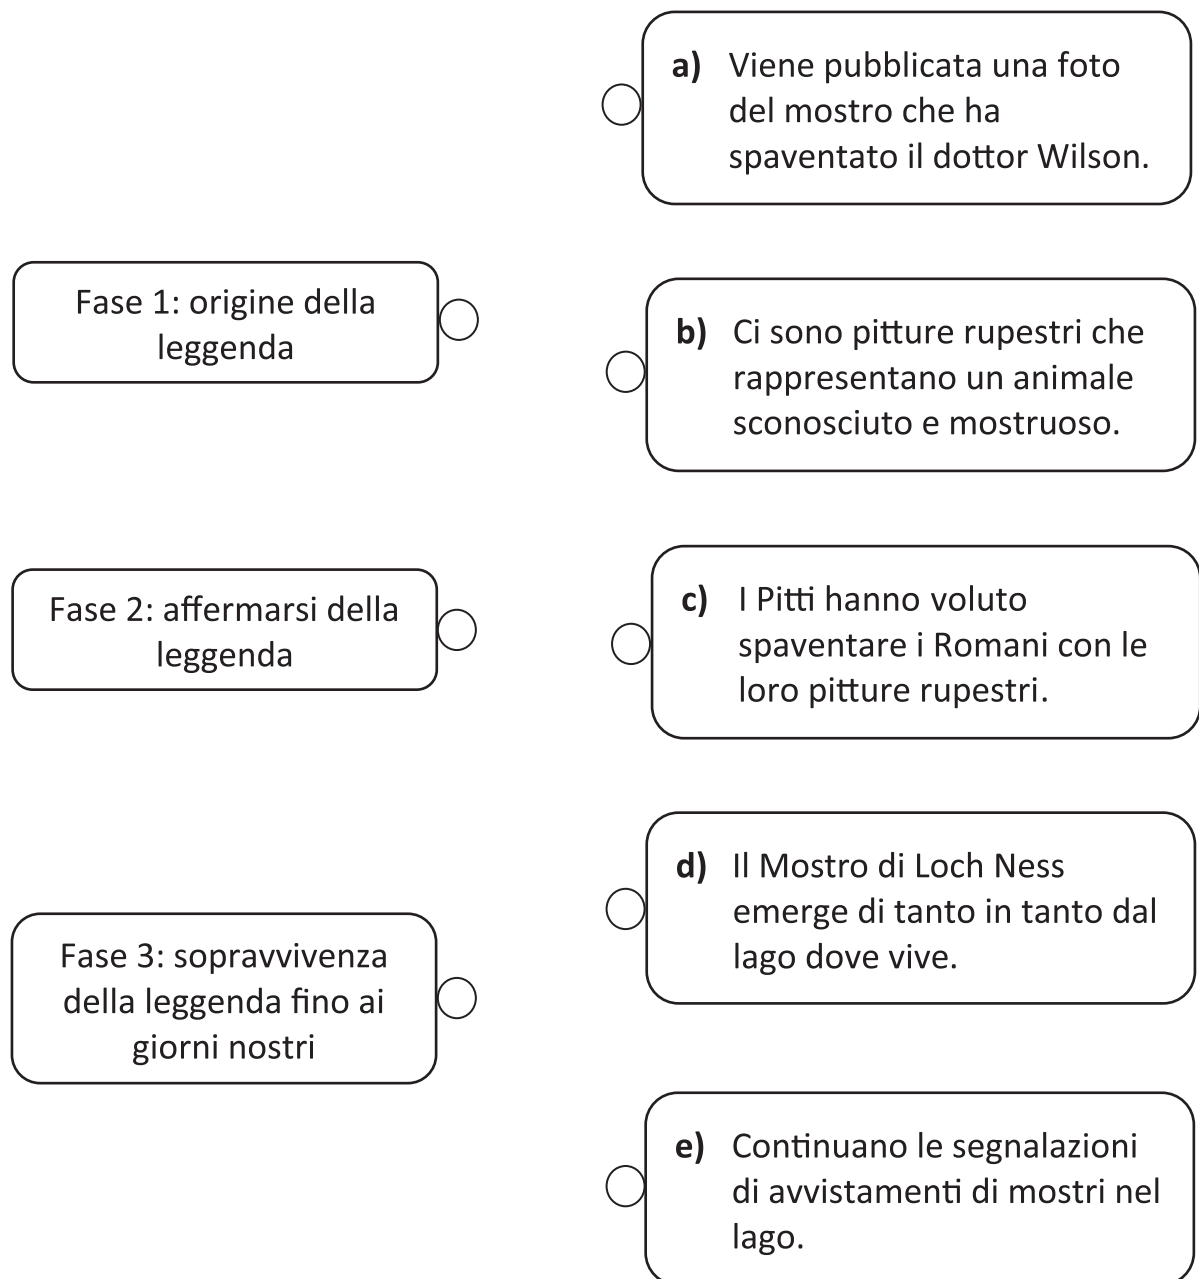 a) Viene pubblicata una foto
del mostro che ha
spaventato il dottor Wilson.
Fase 1: origine della
leggenda
b) Ci sono pitture rupestri che
rappresentano un animale
sconosciuto e mostruoso.
Fase 2: affermarsi della
leggenda
c) I Pitti hanno voluto
spaventare i Romani con le
loro pitture rupestri.
d) Il Mostro di Loch Ness
emerge di tanto in tanto dal
lago dove vive.
Fase 3: sopravvivenza
della leggenda fino ai
giorni nostri
e) Continuano le segnalazioni
di avvistamenti di mostri nel
lago.